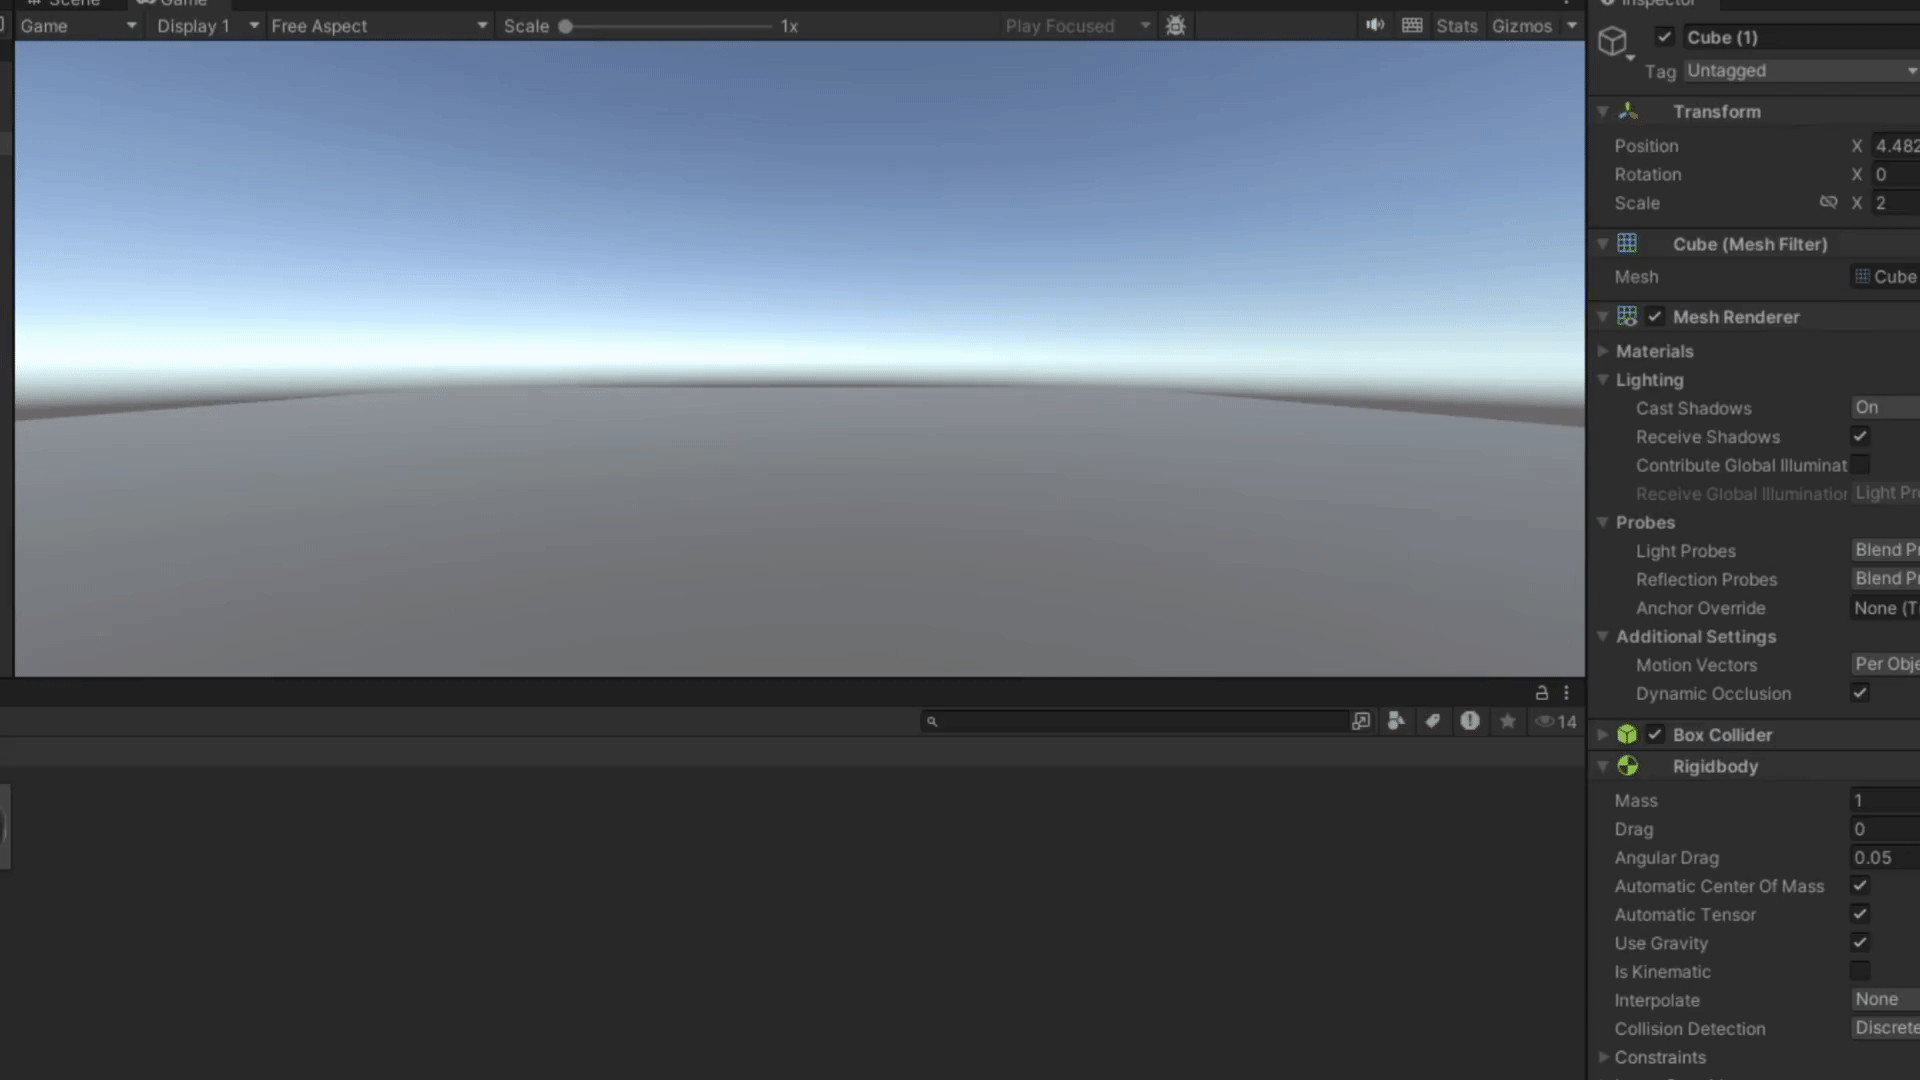 Scene
Game
Inspector
Game
Display 1
Free Aspect
Scale
1x
Play Focused
Stats
Gizmos
Cube (1)
Tag
Untagged
Transform
Position
X
4.482
Rotation
X
0
Scale
X
2
Cube (Mesh Filter)
Mesh
Cube
Mesh Renderer
Materials
Lighting
Cast Shadows
On
Receive Shadows
Contribute Global Illuminat
Receive Global Illumination
Light Pr
Probes
Light Probes
Blend Pr
Reflection Probes
Blend Pr
Anchor Override
None (T
Additional Settings
Motion Vectors
Per Obje
Dynamic Occlusion
14
Box Collider
Rigidbody
Mass
1
Drag
0
Angular Drag
0.05
Automatic Center Of Mass
Automatic Tensor
Use Gravity
Is Kinematic
Interpolate
None
Collision Detection
Discrete
Constraints